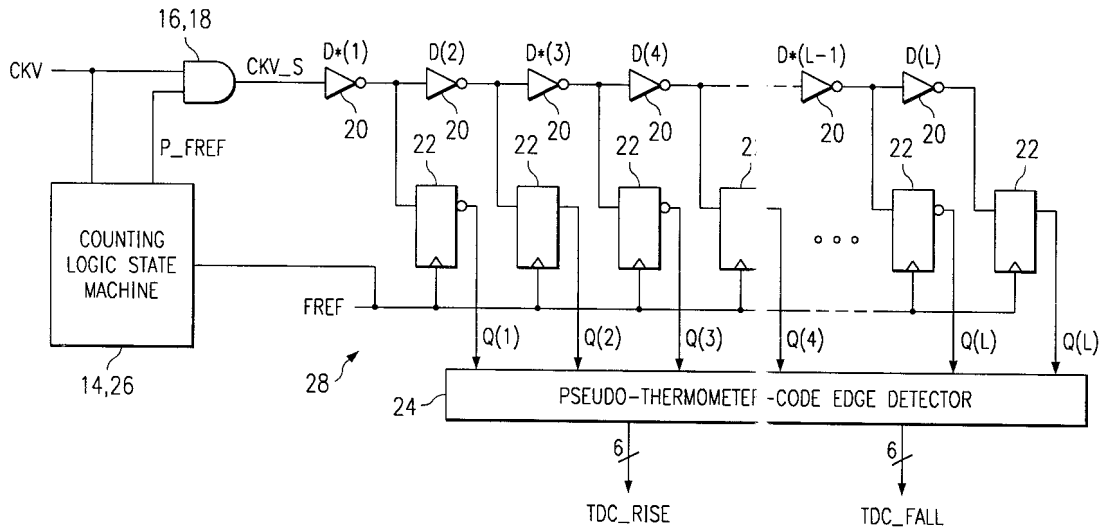 16,18
CKV
CKV_S
D*(1)
D(2)
D*(3)
D(4)
D*(L-1)
D(L)
20
20
20
20
20
20
P_FREF
22
22
22
22
22
COUNTING
LOGIC STATE
MACHINE
FREF
14,26
28
Q(1)
Q(2)
Q(3)
Q(4)
Q(L)
Q(L)
24
-CODE EDGE DETECTOR
6
6
TDC_RISE
TDC_FALL